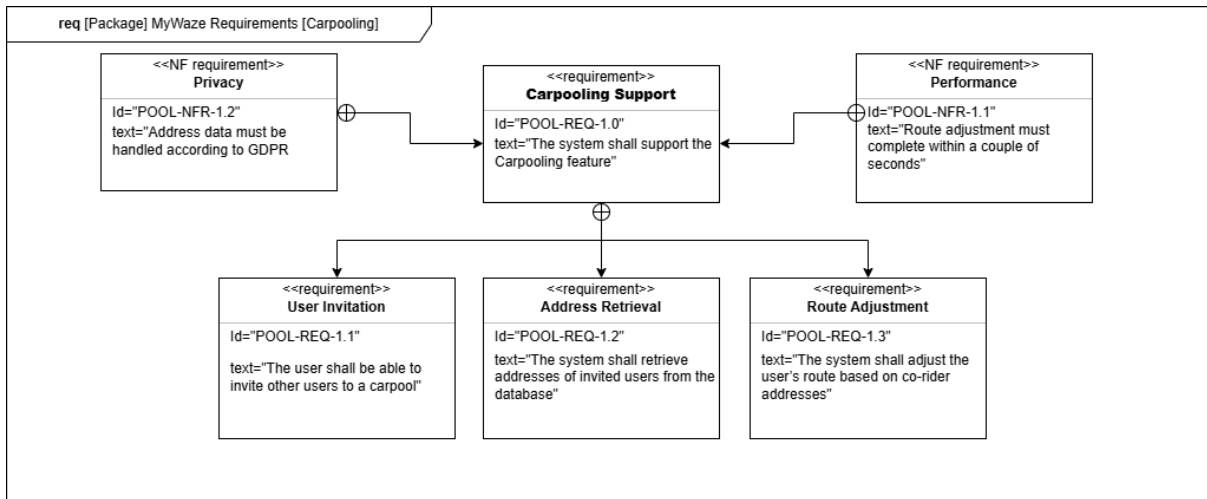 req [Package] MyWaze Requirements [Carpooling]
<<NF requirement>>
Privacy
Id="POOL-NFR-1.2"
text="Address data must be
handled according to GDPR
<<requirement>>
Carpooling Support
Id="POOL-REQ-1.0"
text="The system shall support the
Carpooling feature"
<<NF requirement>>
Performance
Id="POOL-NFR-1.1"
text="Route adjustment must
complete within a couple of
seconds"
<<requirement>>
User Invitation
Id="POOL-REQ-1.1"
text="The user shall be able to
invite other users to a carpool"
<<requirement>>
Address Retrieval
Id="POOL-REQ-1.2"
text="The system shall retrieve
addresses of invited users from the
database"
<<requirement>>
Route Adjustment
Id="POOL-REQ-1.3"
text="The system shall adjust the
user's route based on co-rider
addresses"